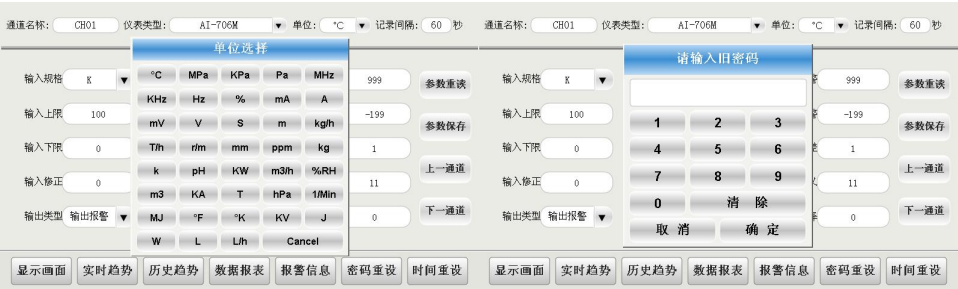 通道名称: CH01 仪表类型: AI-706M 单位: °C 记录间隔: 60 秒
单位选择
°C MPa KPa Pa MHz
KHz Hz % mA A
mV V S m kg/h
T/h r/m mm ppm kg
k pH KW m3/h %RH
m3 KA T hPa 1/Min
MJ °F °K KV J
W L L/h Cancel
输入规格 K 999 参数重读
输入上限 100 -199 参数保存
输入下限 0 1 上一通道
输入修正 0 11
输出类型 输出报警 0 下一通道
显示画面 实时趋势 历史趋势 数据报表 报警信息 密码重设 时间重设
通道名称: CH01 仪表类型: AI-706M 单位: °C 记录间隔: 60 秒
请输入旧密码
1 2 3
4 5 6
7 8 9
0 清 除
取 消 确 定
输入规格 K 999 参数重读
输入上限 100 -199 参数保存
输入下限 0 1 上一通道
输入修正 0 11
输出类型 输出报警 0 下一通道
显示画面 实时趋势 历史趋势 数据报表 报警信息 密码重设 时间重设